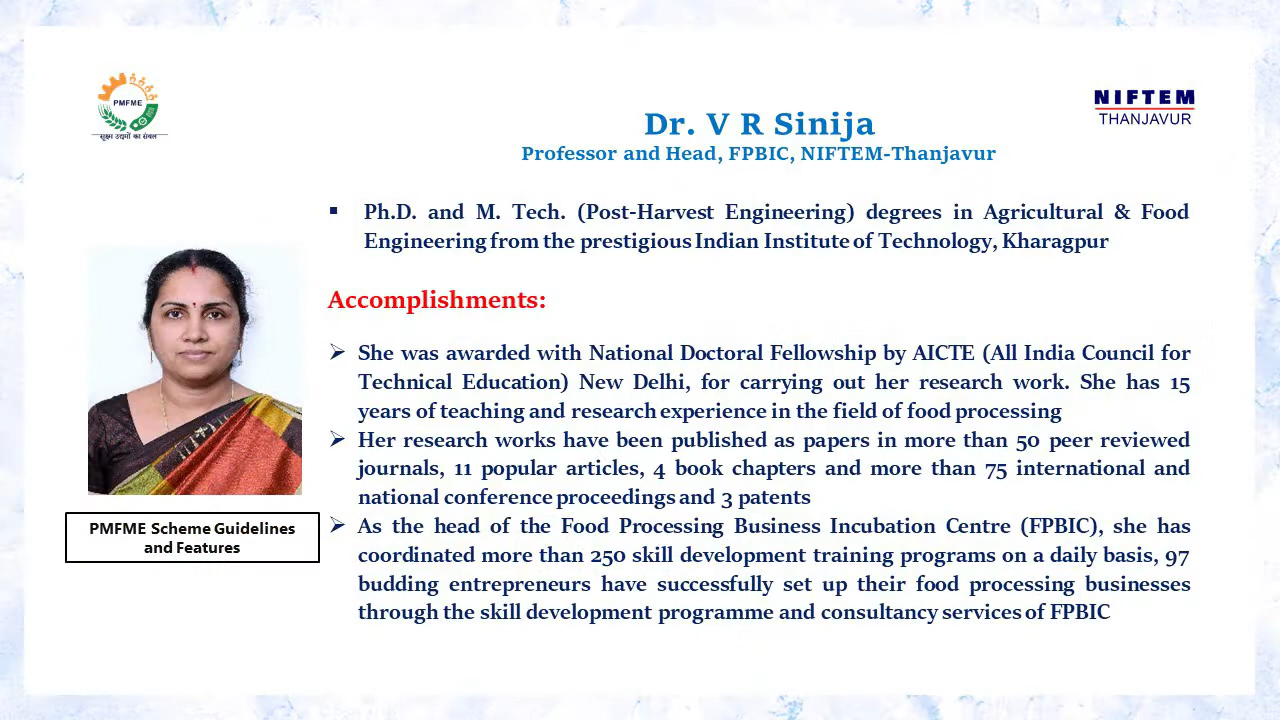 PMFME
सूक्ष्म उद्यमों का संबल
NIFTEM
THANJAVUR
Dr. V R Sinija
Professor and Head, FPBIC, NIFTEM-Thanjavur
▪ Ph.D. and M. Tech. (Post-Harvest Engineering) degrees in Agricultural & Food
Engineering from the prestigious Indian Institute of Technology, Kharagpur
Accomplishments:
➢ She was awarded with National Doctoral Fellowship by AICTE (All India Council for
Technical Education) New Delhi, for carrying out her research work. She has 15
years of teaching and research experience in the field of food processing
➢ Her research works have been published as papers in more than 50 peer reviewed
journals, 11 popular articles, 4 book chapters and more than 75 international and
national conference proceedings and 3 patents
➢ As the head of the Food Processing Business Incubation Centre (FPBIC), she has
coordinated more than 250 skill development training programs on a daily basis, 97
budding entrepreneurs have successfully set up their food processing businesses
through the skill development programme and consultancy services of FPBIC
PMFME Scheme Guidelines
and Features